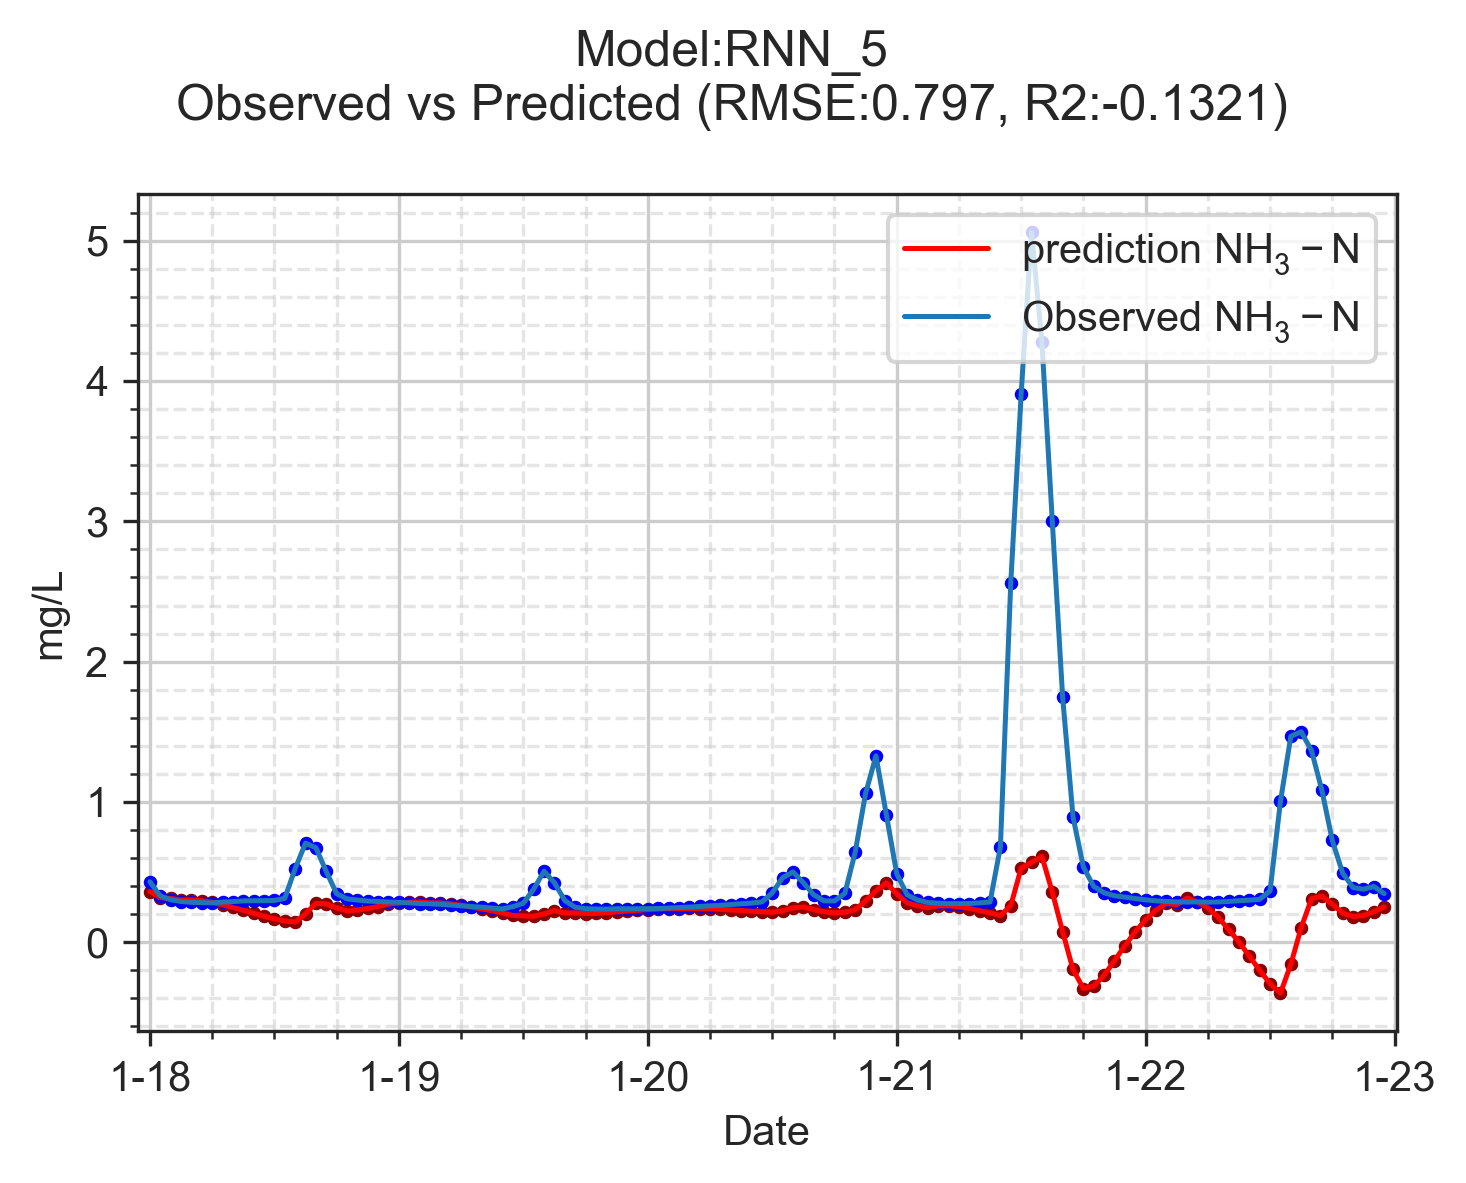 Model:RNN_5
Observed vs Predicted (RMSE:0.797, R2:-0.1321)
prediction NH₃ − N
Observed NH₃ − N
5
4
3
2
1
0
mg/L
1-18 1-19 1-20 1-21 1-22 1-23
Date